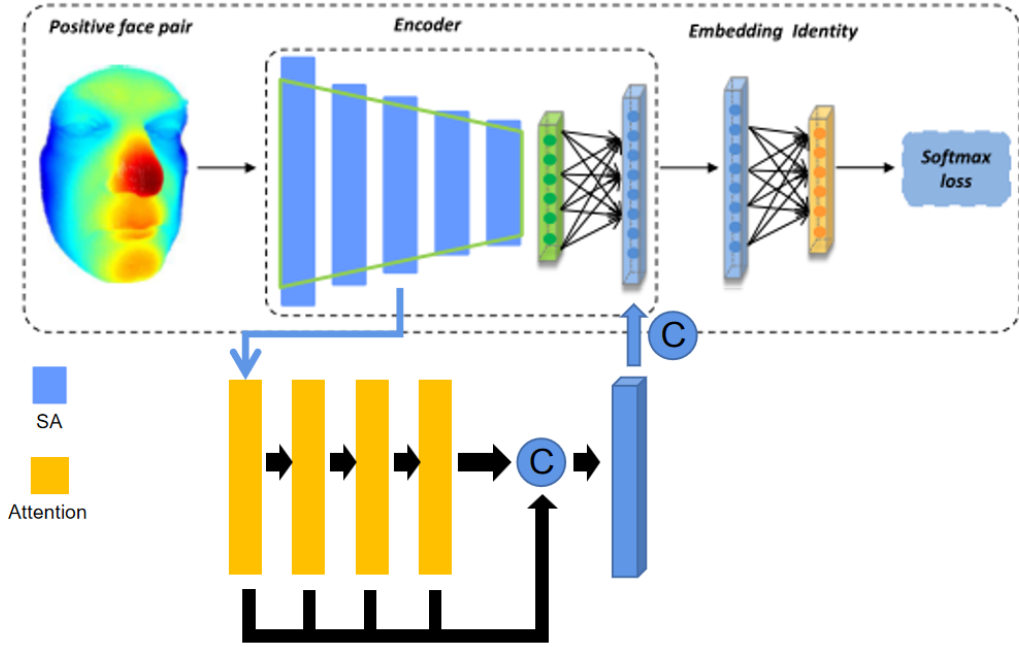 Positive face pair
Encoder
Embedding Identity
Softmax
loss
C
SA
C
Attention